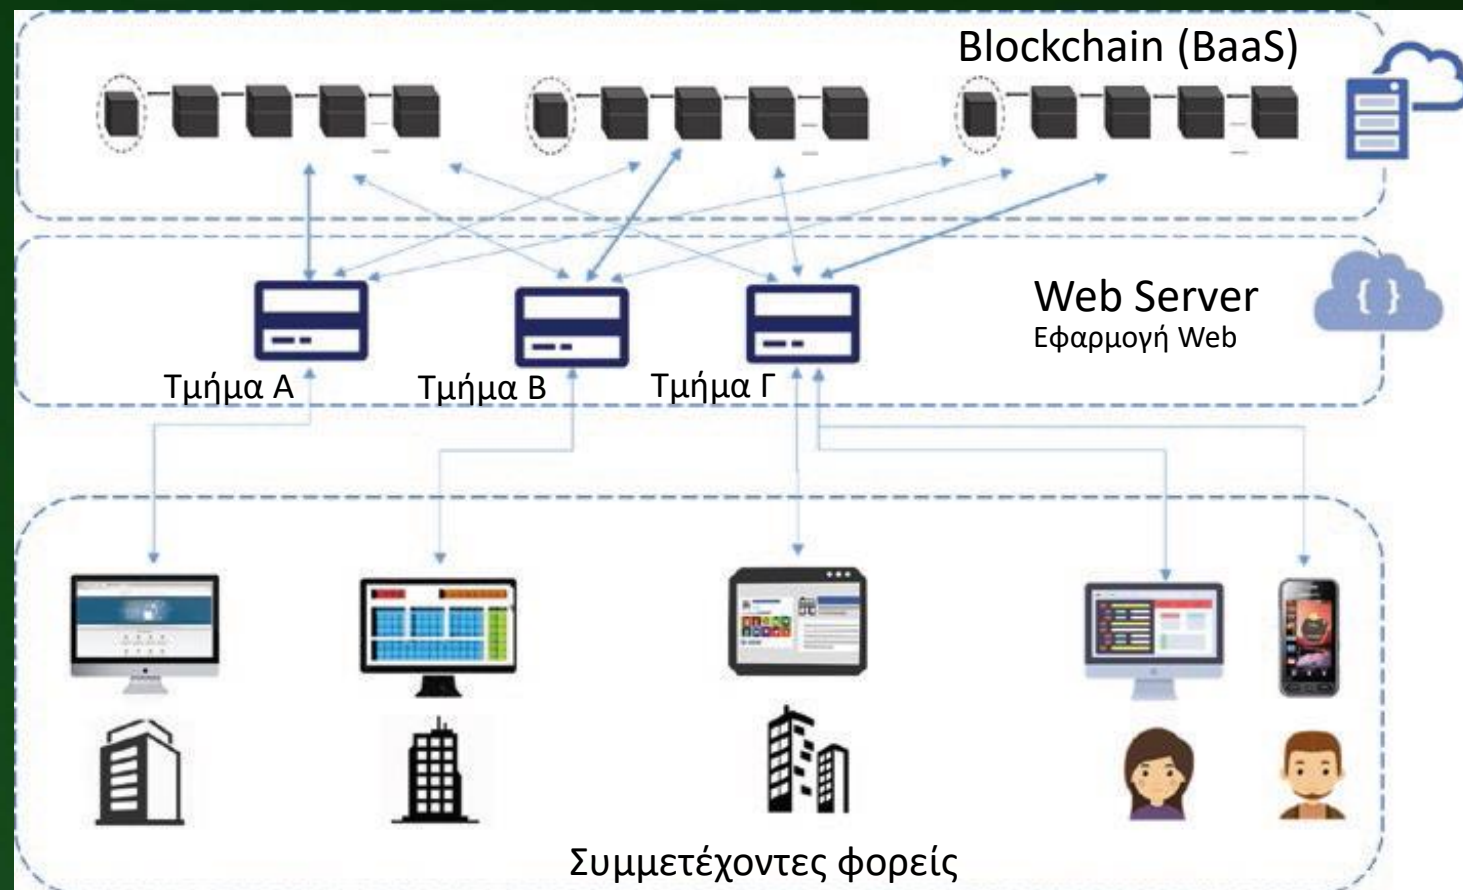 Blockchain (BaaS)
Web Server
Εφαρμογή Web
Τμήμα Α
Τμήμα Β
Τμήμα Γ
Συμμετέχοντες φορείς